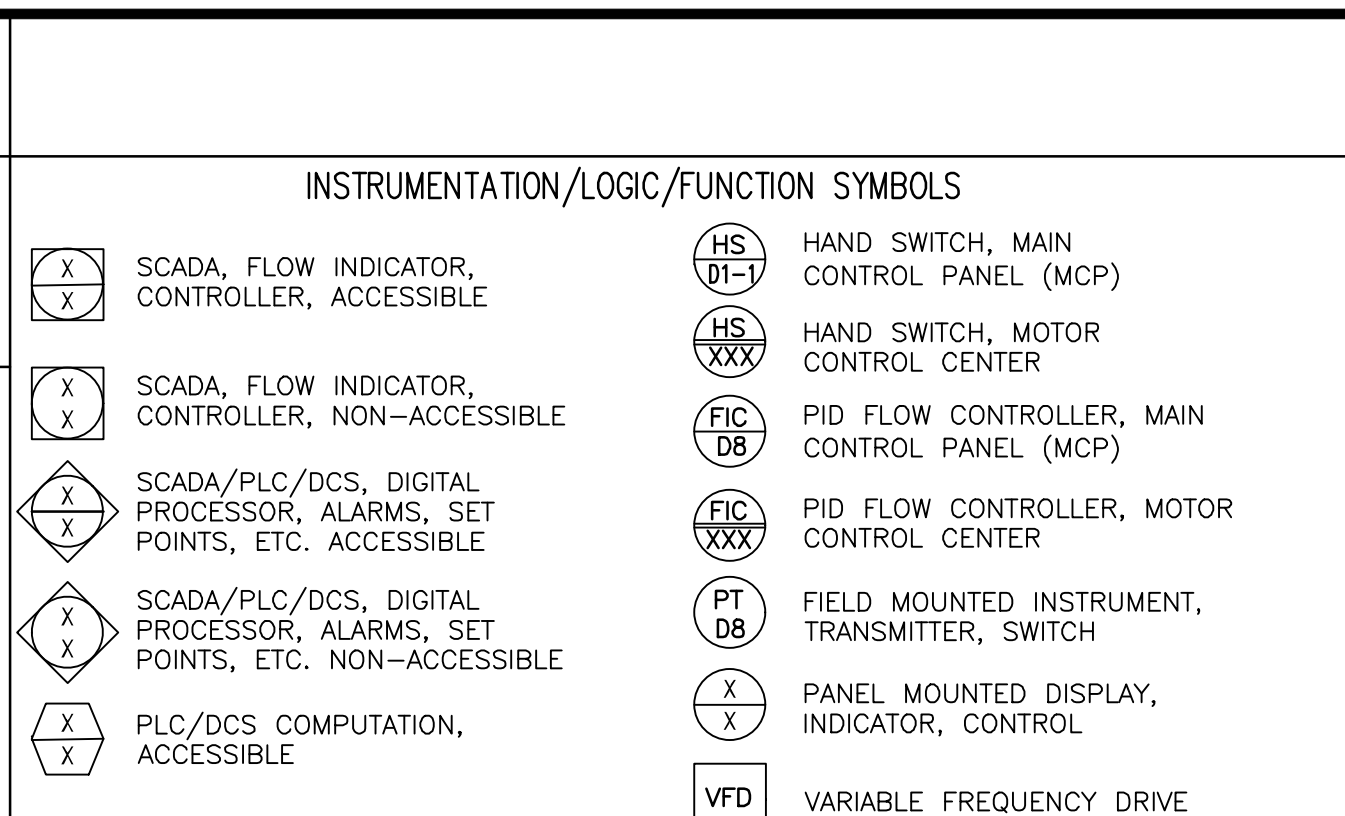 INSTRUMENTATION/LOGIC/FUNCTION SYMBOLS
X
X
SCADA, FLOW INDICATOR,
CONTROLLER, ACCESSIBLE
X
X
SCADA, FLOW INDICATOR,
CONTROLLER, NON-ACCESSIBLE
X
X
SCADA/PLC/DCS, DIGITAL
PROCESSOR, ALARMS, SET
POINTS, ETC. ACCESSIBLE
X
X
SCADA/PLC/DCS, DIGITAL
PROCESSOR, ALARMS, SET
POINTS, ETC. NON-ACCESSIBLE
X
X
PLC/DCS COMPUTATION,
ACCESSIBLE
HS
D1-1
HAND SWITCH, MAIN
CONTROL PANEL (MCP)
HS
XXX
HAND SWITCH, MOTOR
CONTROL CENTER
FIC
D8
PID FLOW CONTROLLER, MAIN
CONTROL PANEL (MCP)
FIC
XXX
PID FLOW CONTROLLER, MOTOR
CONTROL CENTER
PT
D8
FIELD MOUNTED INSTRUMENT,
TRANSMITTER, SWITCH
X
X
PANEL MOUNTED DISPLAY,
INDICATOR, CONTROL
VFD
VARIABLE FREQUENCY DRIVE